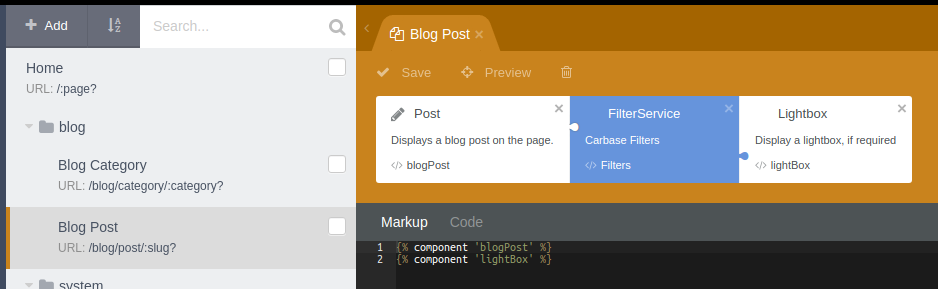 Add
Search...
Home
URL: /:page?
blog
Blog Category
URL: /blog/category/:category?
Blog Post
URL: /blog/post/:slug?
system
Blog Post
Save
Preview
Post
Displays a blog post on the page.
blogPost
FilterService
Carbase Filters
Filters
Lightbox
Display a lightbox, if required
lightBox
Markup Code
1 {% component 'blogPost' %}
2 {% component 'lightBox' %}